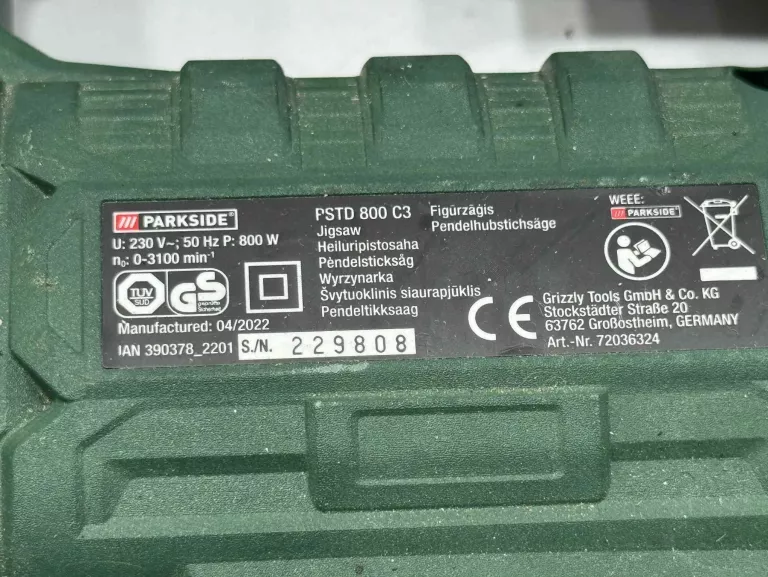 PARKSIDE®
U: 230 V~; 50 Hz P: 800 W
n₀: 0-3100 min⁻¹
TÜV
SÜD
GS
geprüfte
Sicherheit
Manufactured: 04/2022
IAN 390378_2201 S./N. 229808
PSTD 800 C3
Jigsaw
Heiluripistosaha
Pėndelsticksåg
Wyrzynarka
Švytuoklinis siaurapjūklis
Pendeltikksaag
Figūrzāģis
Pendelhubstichsäge
CE
WEEE:
PARKSIDE®
Grizzly Tools GmbH & Co. KG
Stockstädter Straße 20
63762 Großostheim, GERMANY
Art.-Nr. 72036324